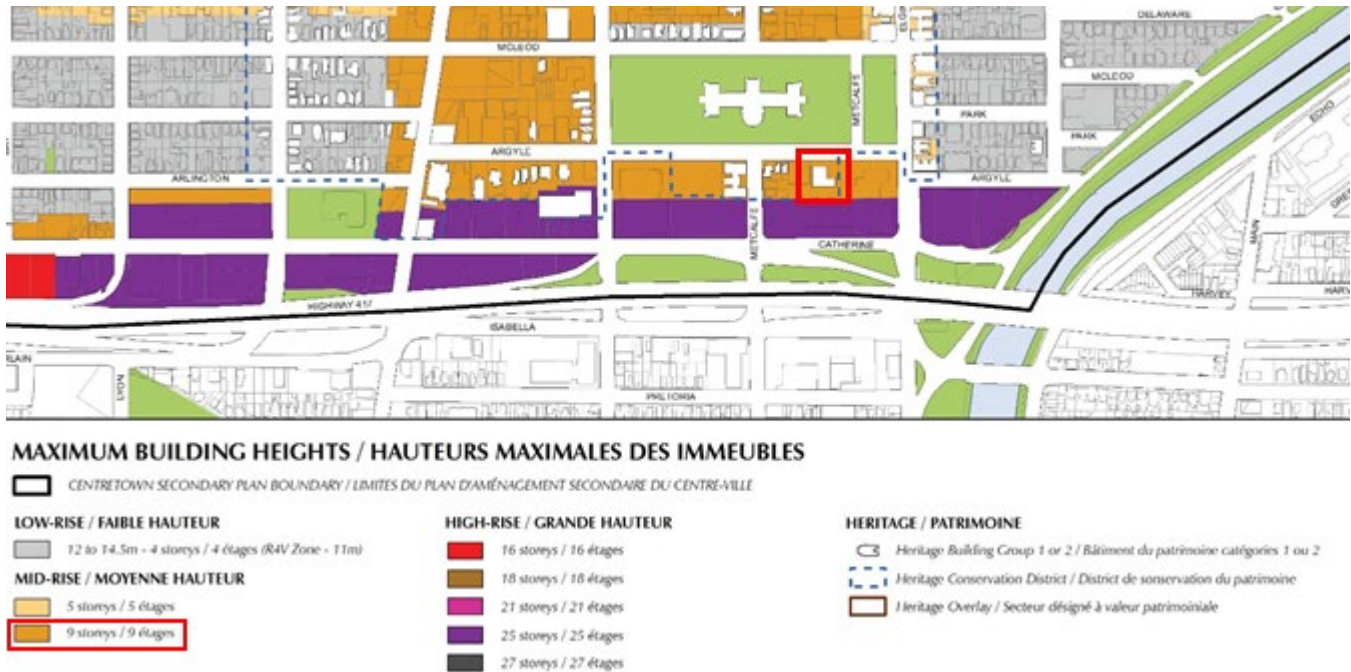 DELAWARE
ELGIN
MCLEOD
MCLEOD
METCALFE
PARK
PARK
ECHO
ARGYLE
ARLINGTON
ARGYLE
METCALFE
CATHERINE
MAIN
HIGHWAY 417
HARVEY
ISABELLA
LYON
PRETORIA
MAXIMUM BUILDING HEIGHTS / HAUTEURS MAXIMALES DES IMMEUBLES
CENTRETOWN SECONDARY PLAN BOUNDARY / LIMITES DU PLAN D'AMÉNAGEMENT SECONDAIRE DU CENTRE-VILLE
LOW-RISE / FAIBLE HAUTEUR
12 to 14.5m - 4 storeys / 4 étages (R4V Zone - 11m)
MID-RISE / MOYENNE HAUTEUR
5 storeys / 5 étages
9 storeys / 9 étages
HIGH-RISE / GRANDE HAUTEUR
16 storeys / 16 étages
18 storeys / 18 étages
21 storeys / 21 étages
25 storeys / 25 étages
27 storeys / 27 étages
HERITAGE / PATRIMOINE
Heritage Building Group 1 or 2 / Bâtiment du patrimoine catégories 1 ou 2
Heritage Conservation District / District de sonservation du patrimoine
Heritage Overlay / Secteur désigné à valeur patrimoiniale